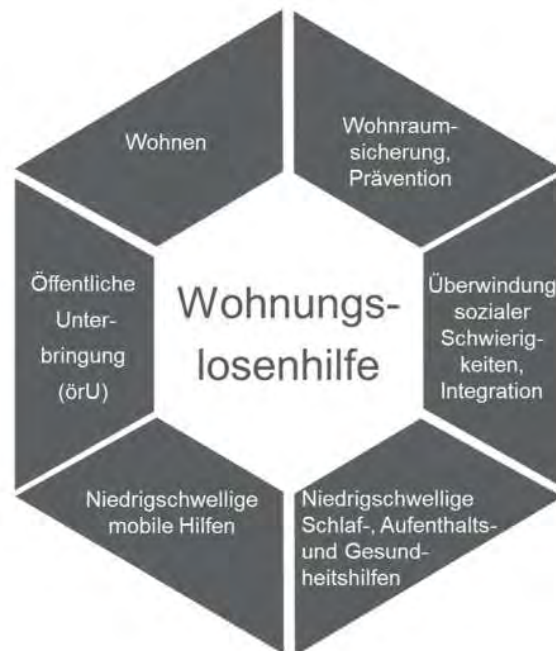 Wohnen
Wohnraum-
sicherung,
Prävention
Öffentliche
Unter-
bringung
(örU)
Wohnungs-
losenhilfe
Überwindung
sozialer
Schwierig-
keiten,
Integration
Niedrigschwellige
mobile Hilfen
Niedrigschwellige
Schlaf-, Aufenthalts-
und Gesund-
heitshilfen